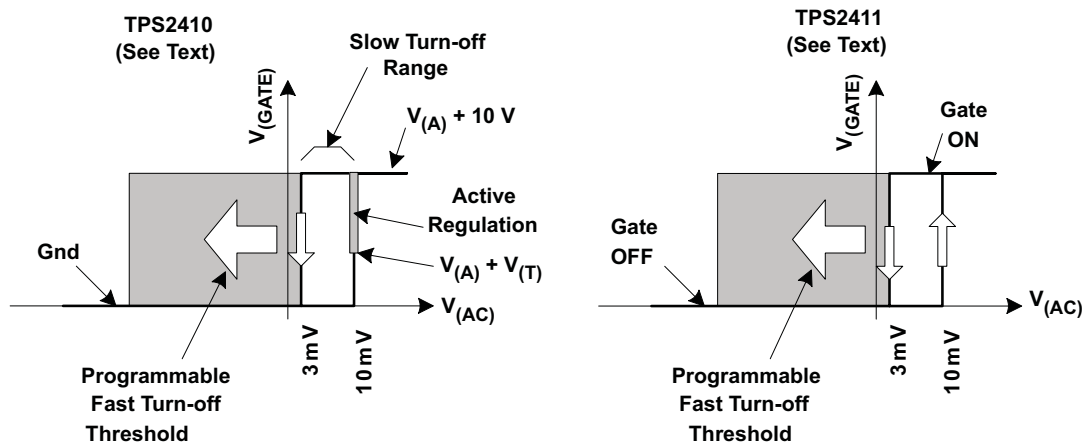 TPS2410
(See Text)
Slow Turn-off
Range
V(GATE)
V(A) + 10 V
Active
Regulation
Gnd
V(A) + V(T)
V(AC)
3 mV
10 mV
Programmable
Fast Turn-off
Threshold
TPS2411
(See Text)
V(GATE)
Gate
ON
Gate
OFF
V(AC)
3 mV
10 mV
Programmable
Fast Turn-off
Threshold